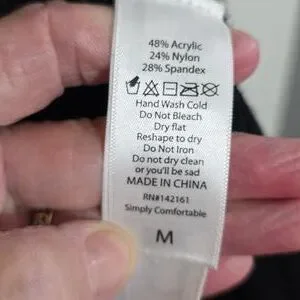 48% Acrylic
24% Nylon
28% Spandex
Hand Wash Cold
Do Not Bleach
Dry flat
Reshape to dry
Do Not Iron
Do not dry clean
or you'll be sad
MADE IN CHINA
RN#142161
Simply Comfortable
M